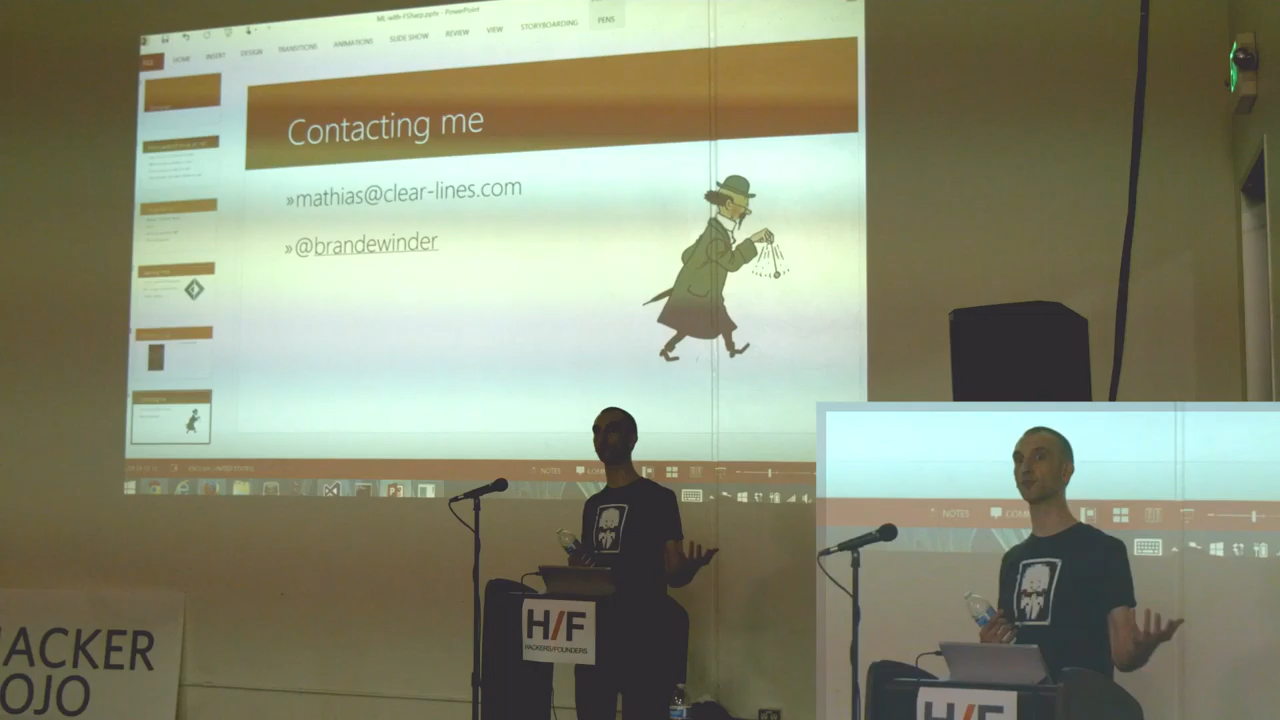 ML-with-FSharp.pptx - PowerPoint
FILE HOME INSERT DESIGN TRANSITIONS ANIMATIONS SLIDE SHOW REVIEW VIEW STORYBOARDING PENS
Contacting me
»mathias@clear-lines.com
»@brandewinder
NOTES
NOTES
H/F
HACKERS/FOUNDERS
H/F
ACKER
OJO